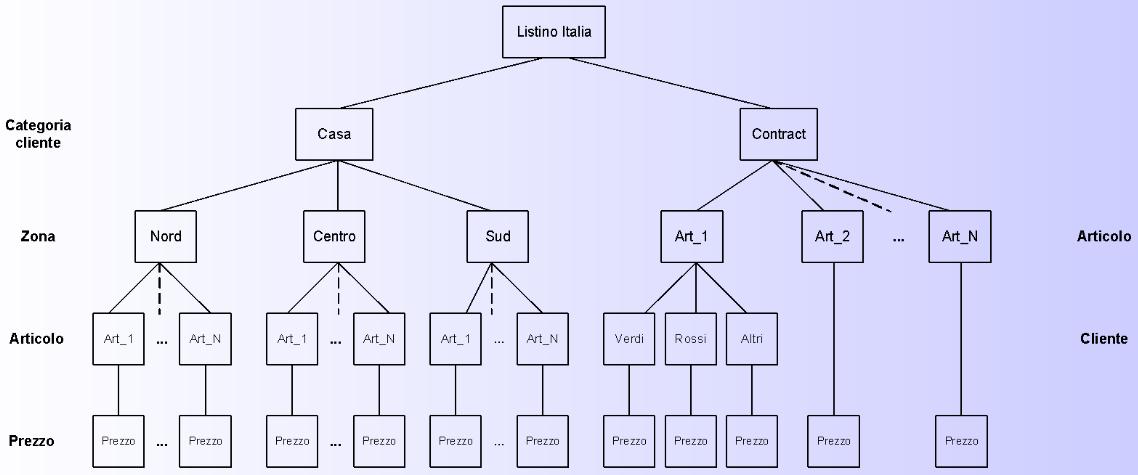 Listino Italia
Categoria
cliente
Casa
Contract
Zona
Nord
Centro
Sud
Art_1
Art_2
...
Art_N
Articolo
Articolo
Art_1
...
Art_N
Art_1
...
Art_N
Art_1
...
Art_N
Verdi
Rossi
Altri
Cliente
Prezzo
Prezzo
...
Prezzo
Prezzo
...
Prezzo
Prezzo
...
Prezzo
Prezzo
Prezzo
Prezzo
Prezzo
Prezzo